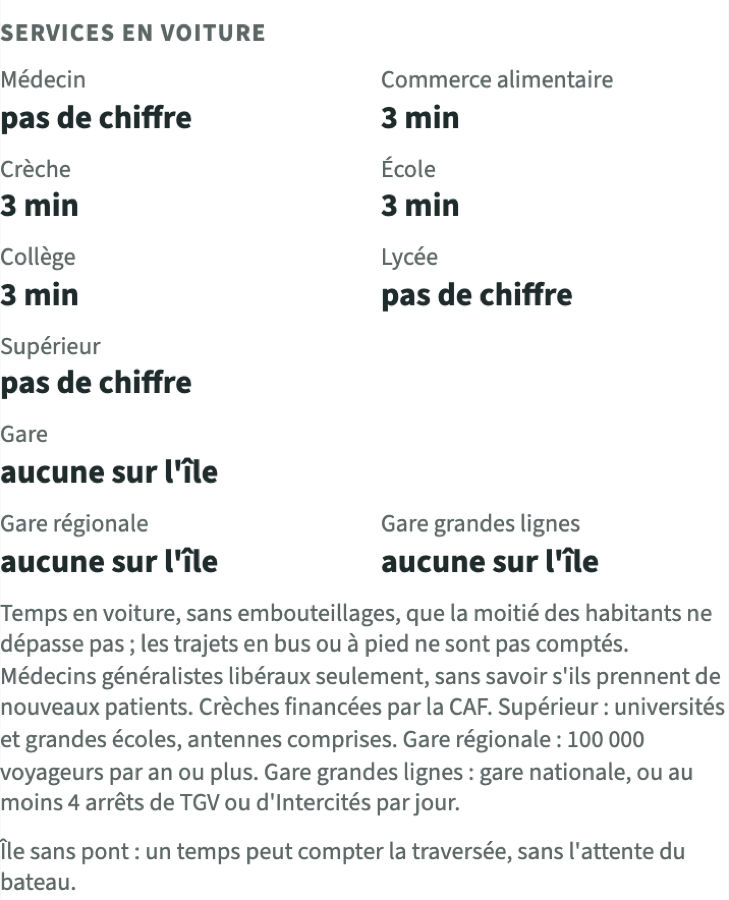 SERVICES EN VOITURE
Médecin
pas de chiffre
Commerce alimentaire
3 min
Crèche
3 min
École
3 min
Collège
3 min
Lycée
pas de chiffre
Supérieur
pas de chiffre
Gare
aucune sur l'île
Gare régionale
aucune sur l'île
Gare grandes lignes
aucune sur l'île
Temps en voiture, sans embouteillages, que la moitié des habitants ne
dépasse pas ; les trajets en bus ou à pied ne sont pas comptés.
Médecins généralistes libéraux seulement, sans savoir s'ils prennent de
nouveaux patients. Crèches financées par la CAF. Supérieur : universités
et grandes écoles, antennes comprises. Gare régionale : 100 000
voyageurs par an ou plus. Gare grandes lignes : gare nationale, ou au
moins 4 arrêts de TGV ou d'Intercités par jour.
Île sans pont : un temps peut compter la traversée, sans l'attente du
bateau.